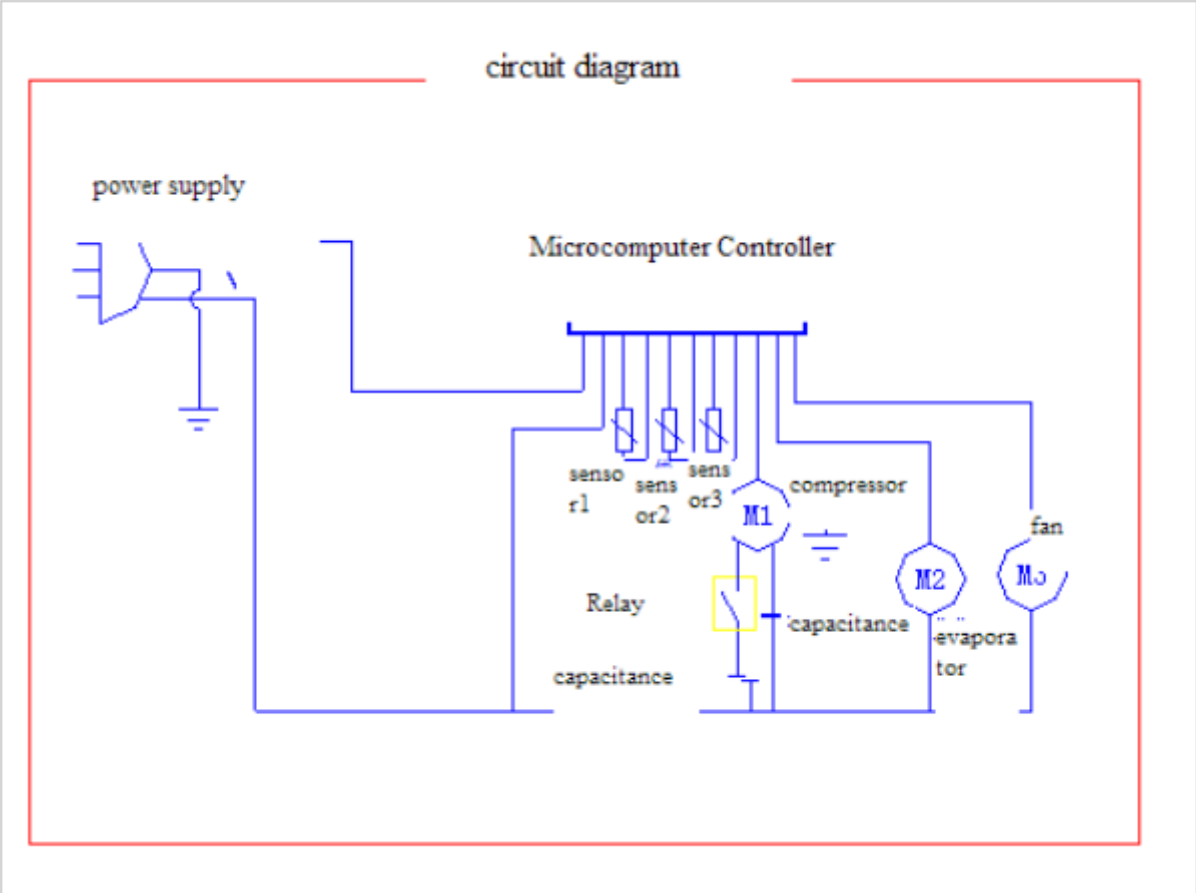 circuit diagram
power supply
Microcomputer Controller
senso
r1
sens
or2
sens
or3
compressor
M1
fan
M2
Relay
capacitance
evapora
tor
capacitance